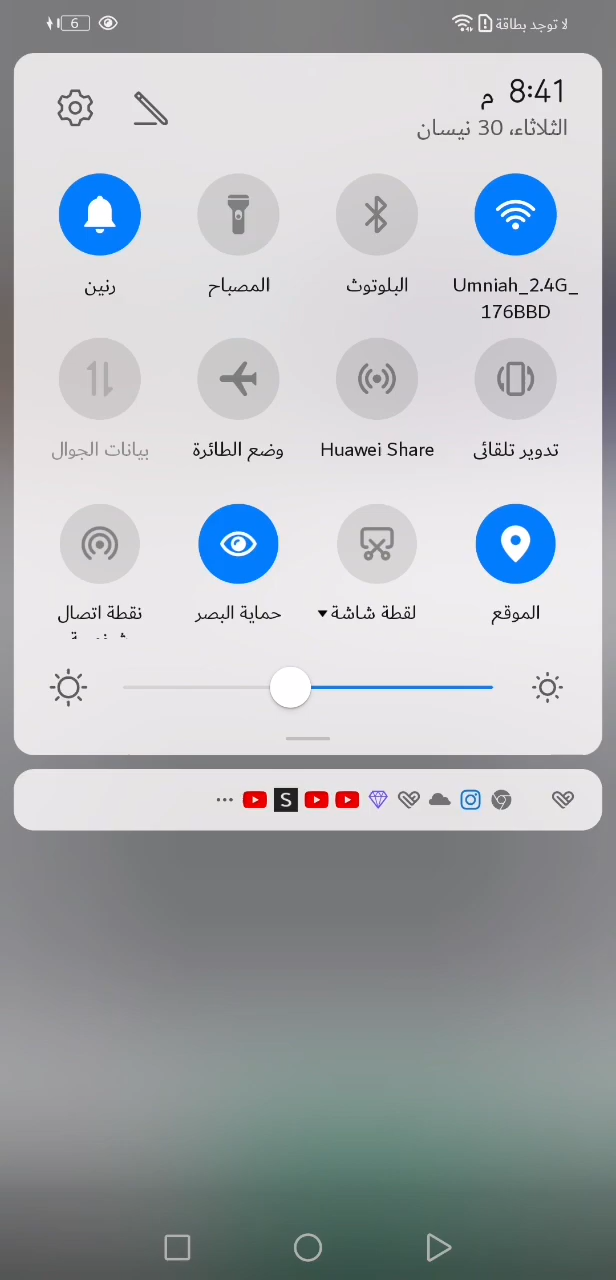 لا توجد بطاقة
6
8:41 م
الثلاثاء، 30 نيسان
Umniah_2.4G_
176BBD
البلوتوث
المصباح
رنين
تدوير تلقائي
Huawei Share
وضع الطائرة
بيانات الجوال
الموقع
لقطة شاشة
حماية البصر
نقطة اتصال
S